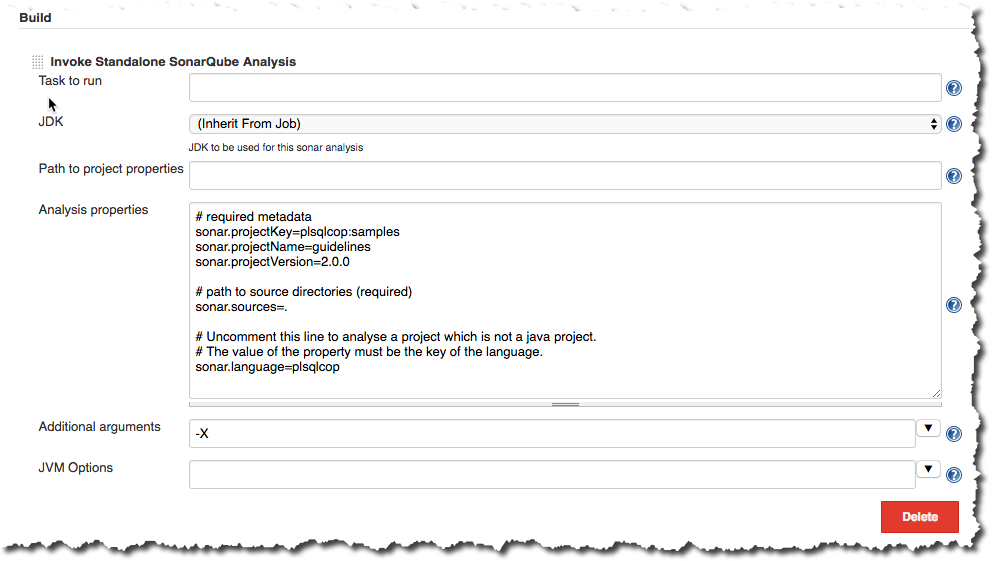 Build
Invoke Standalone SonarQube Analysis
Task to run
JDK
(Inherit From Job)
JDK to be used for this sonar analysis
Path to project properties
Analysis properties
# required metadata
sonar.projectKey=plsqlcop:samples
sonar.projectName=guidelines
sonar.projectVersion=2.0.0
# path to source directories (required)
sonar.sources=.
# Uncomment this line to analyse a project which is not a java project.
# The value of the property must be the key of the language.
sonar.language=plsqlcop
Additional arguments
-X
JVM Options
Delete